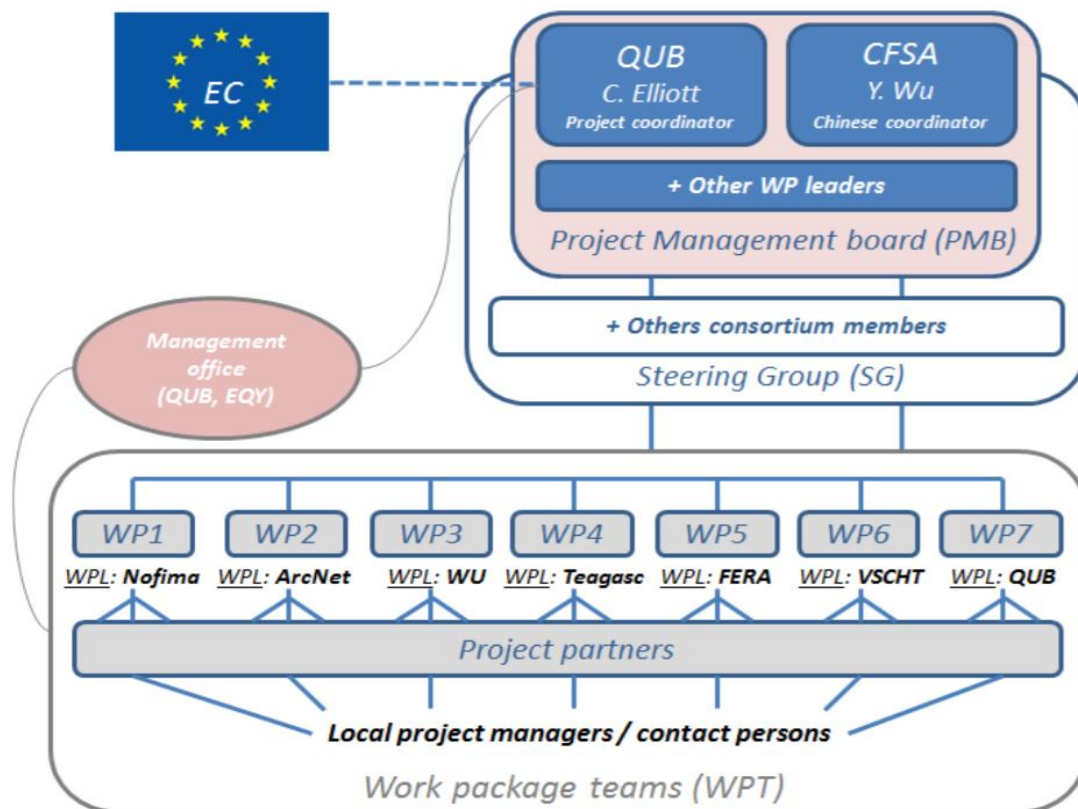 EC
QUB
C. Elliott
Project coordinator
CFSA
Y. Wu
Chinese coordinator
+ Other WP leaders
Project Management board (PMB)
+ Others consortium members
Steering Group (SG)
Management
office
(QUB, EQY)
WP1 WP2 WP3 WP4 WP5 WP6 WP7
WPL: Nofima WPL: ArcNet WPL: WU WPL: Teagasc WPL: FERA WPL: VSCHT WPL: QUB
Project partners
Local project managers / contact persons
Work package teams (WPT)